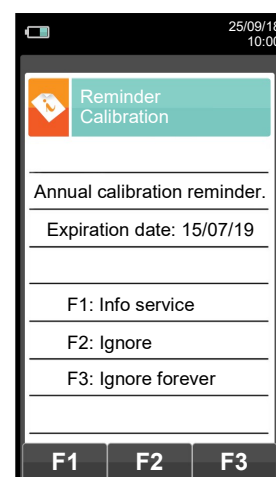 25/09/18
10:00
Reminder
Calibration
Annual calibration reminder.
Expiration date: 15/07/19
F1: Info service
F2: Ignore
F3: Ignore forever
F1 F2 F3